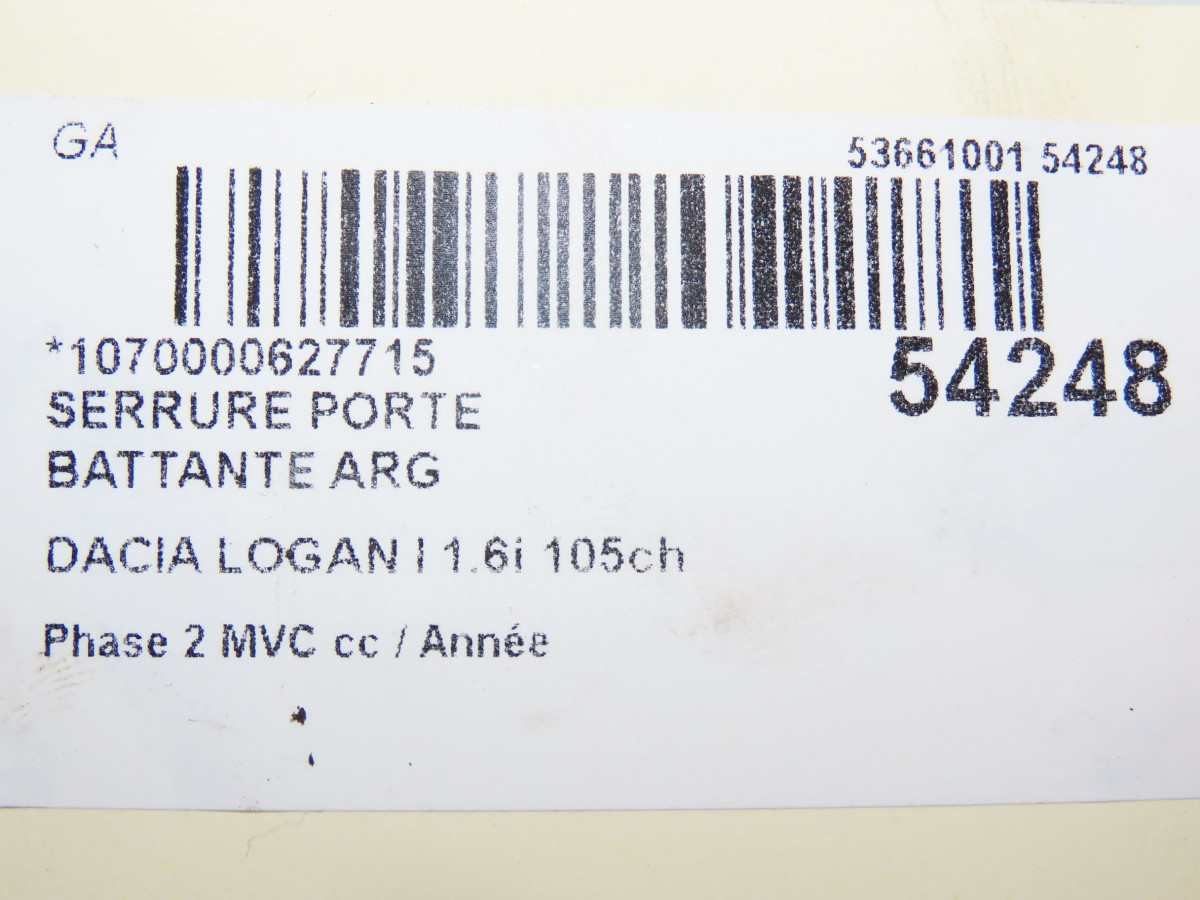 GA
53661001 54248
*1070000627715
54248
SERRURE PORTE
BATTANTE ARG
DACIA LOGAN I 1.6i 105ch
Phase 2 MVC cc / Année